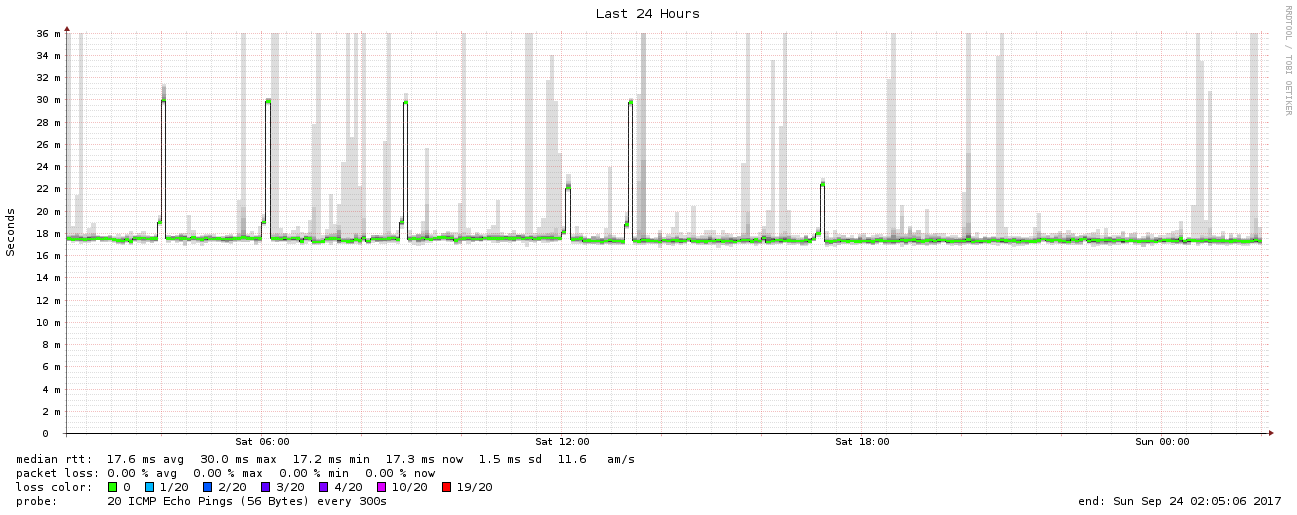 Last 24 Hours
RRDTOOL / TOBI OETIKER
Seconds
36 m
34 m
32 m
30 m
28 m
26 m
24 m
22 m
20 m
18 m
16 m
14 m
12 m
10 m
8 m
6 m
4 m
2 m
0
Sat 06:00 Sat 12:00 Sat 18:00 Sun 00:00
median rtt: 17.6 ms avg 30.0 ms max 17.2 ms min 17.3 ms now 1.5 ms sd 11.6 am/s
packet loss: 0.00 % avg 0.00 % max 0.00 % min 0.00 % now
loss color: 0 1/20 2/20 3/20 4/20 10/20 19/20
probe: 20 ICMP Echo Pings (56 Bytes) every 300s end: Sun Sep 24 02:05:06 2017